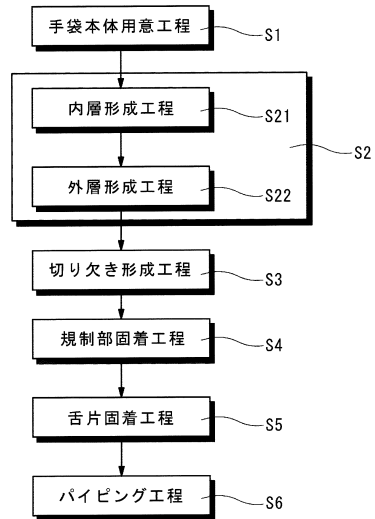 手袋本体用意工程
S1
内層形成工程
S21
S2
外層形成工程
S22
切り欠き形成工程
S3
規制部固着工程
S4
舌片固着工程
S5
パイピング工程
S6